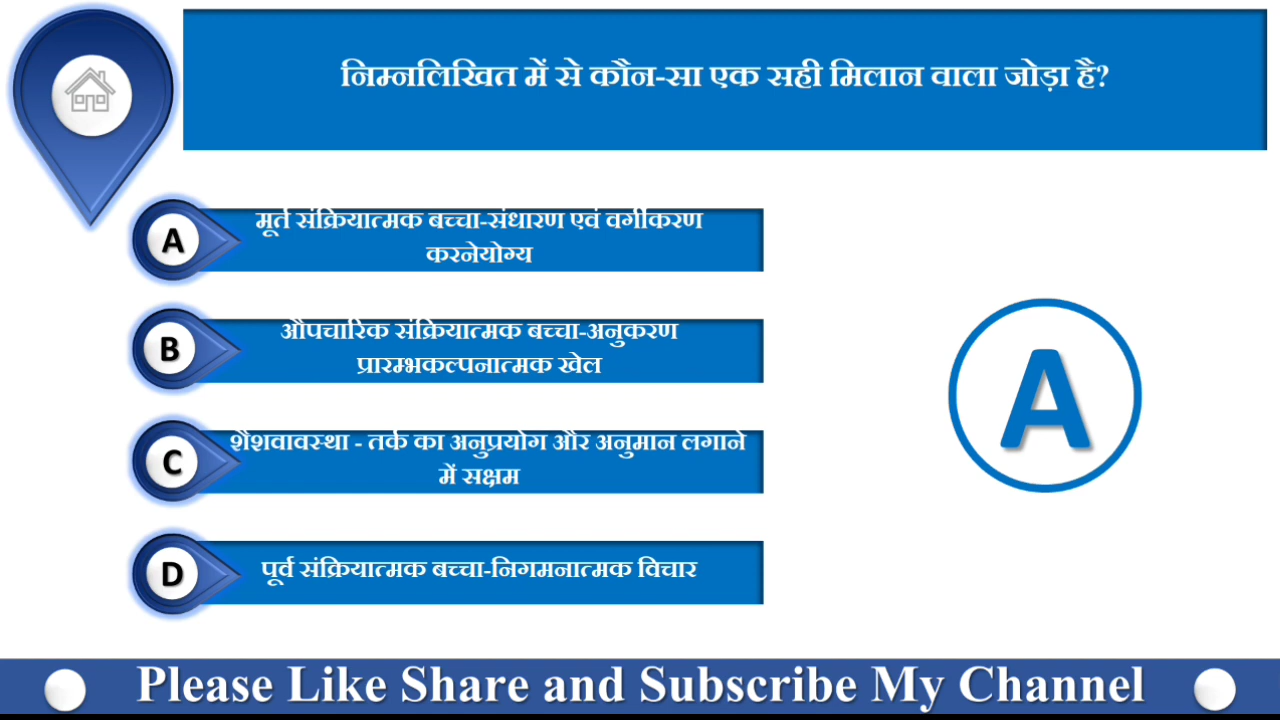 निम्नलिखित में से कौन-सा एक सही मिलान वाला जोड़ा है?
A
मूर्त संक्रियात्मक बच्चा-संधारण एवं वर्गीकरण
करनेयोग्य
B
औपचारिक संक्रियात्मक बच्चा-अनुकरण
प्रारम्भकल्पनात्मक खेल
C
शैशवावस्था - तर्क का अनुप्रयोग और अनुमान लगाने
में सक्षम
D
पूर्व संक्रियात्मक बच्चा-निगमनात्मक विचार
A
Please Like Share and Subscribe My Channel